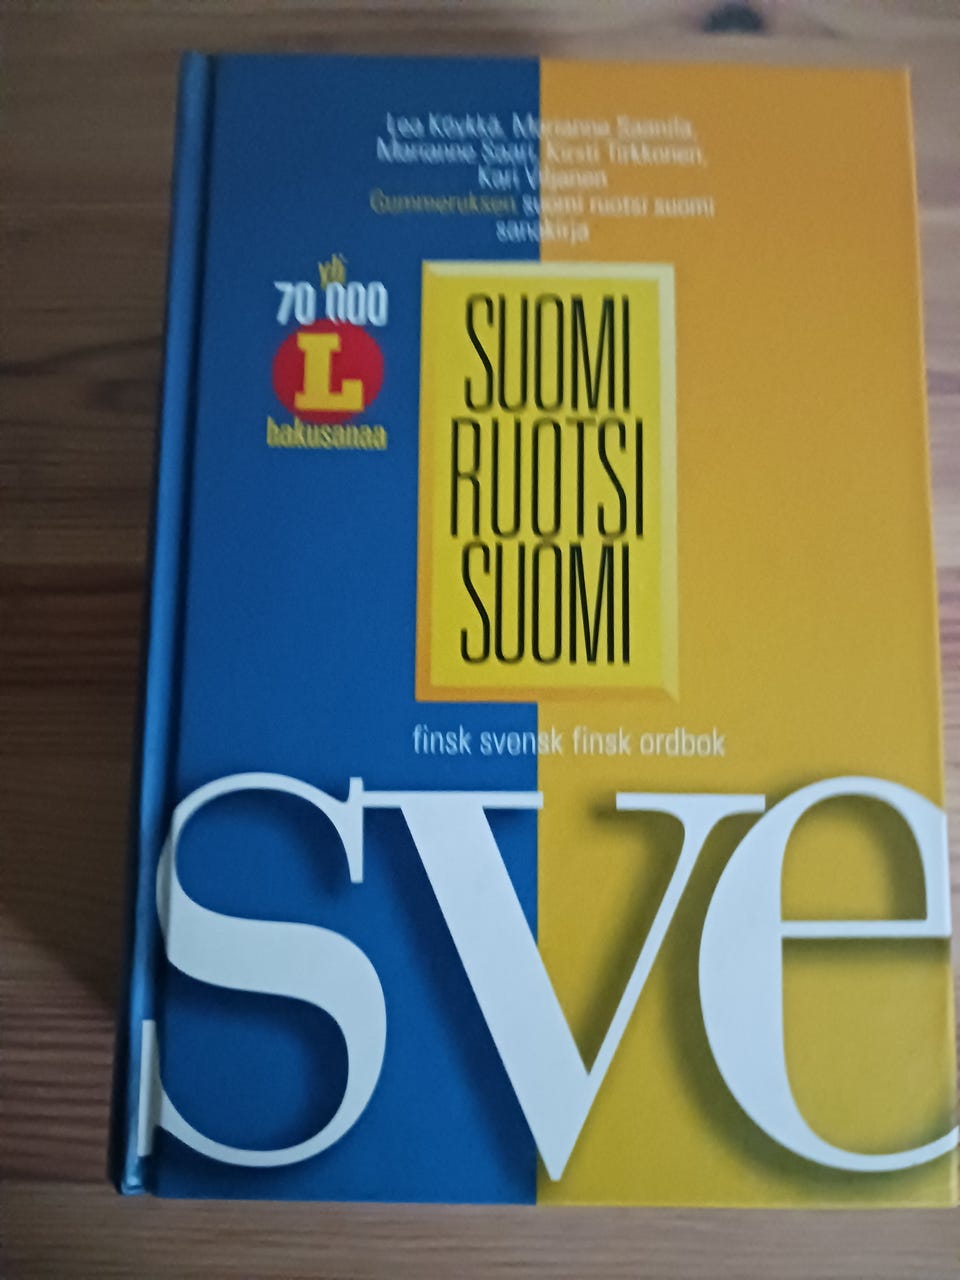 Lea Köykkä, Marianne Saanila,
Marianne Saari, Kirsti Tirkkonen,
Kari Viljanen
Gummeruksen suomi ruotsi suomi
sanakirja
yli
70 000
L
hakusanaa
SUOMI
RUOTSI
SUOMI
finsk svensk finsk ordbok
sve